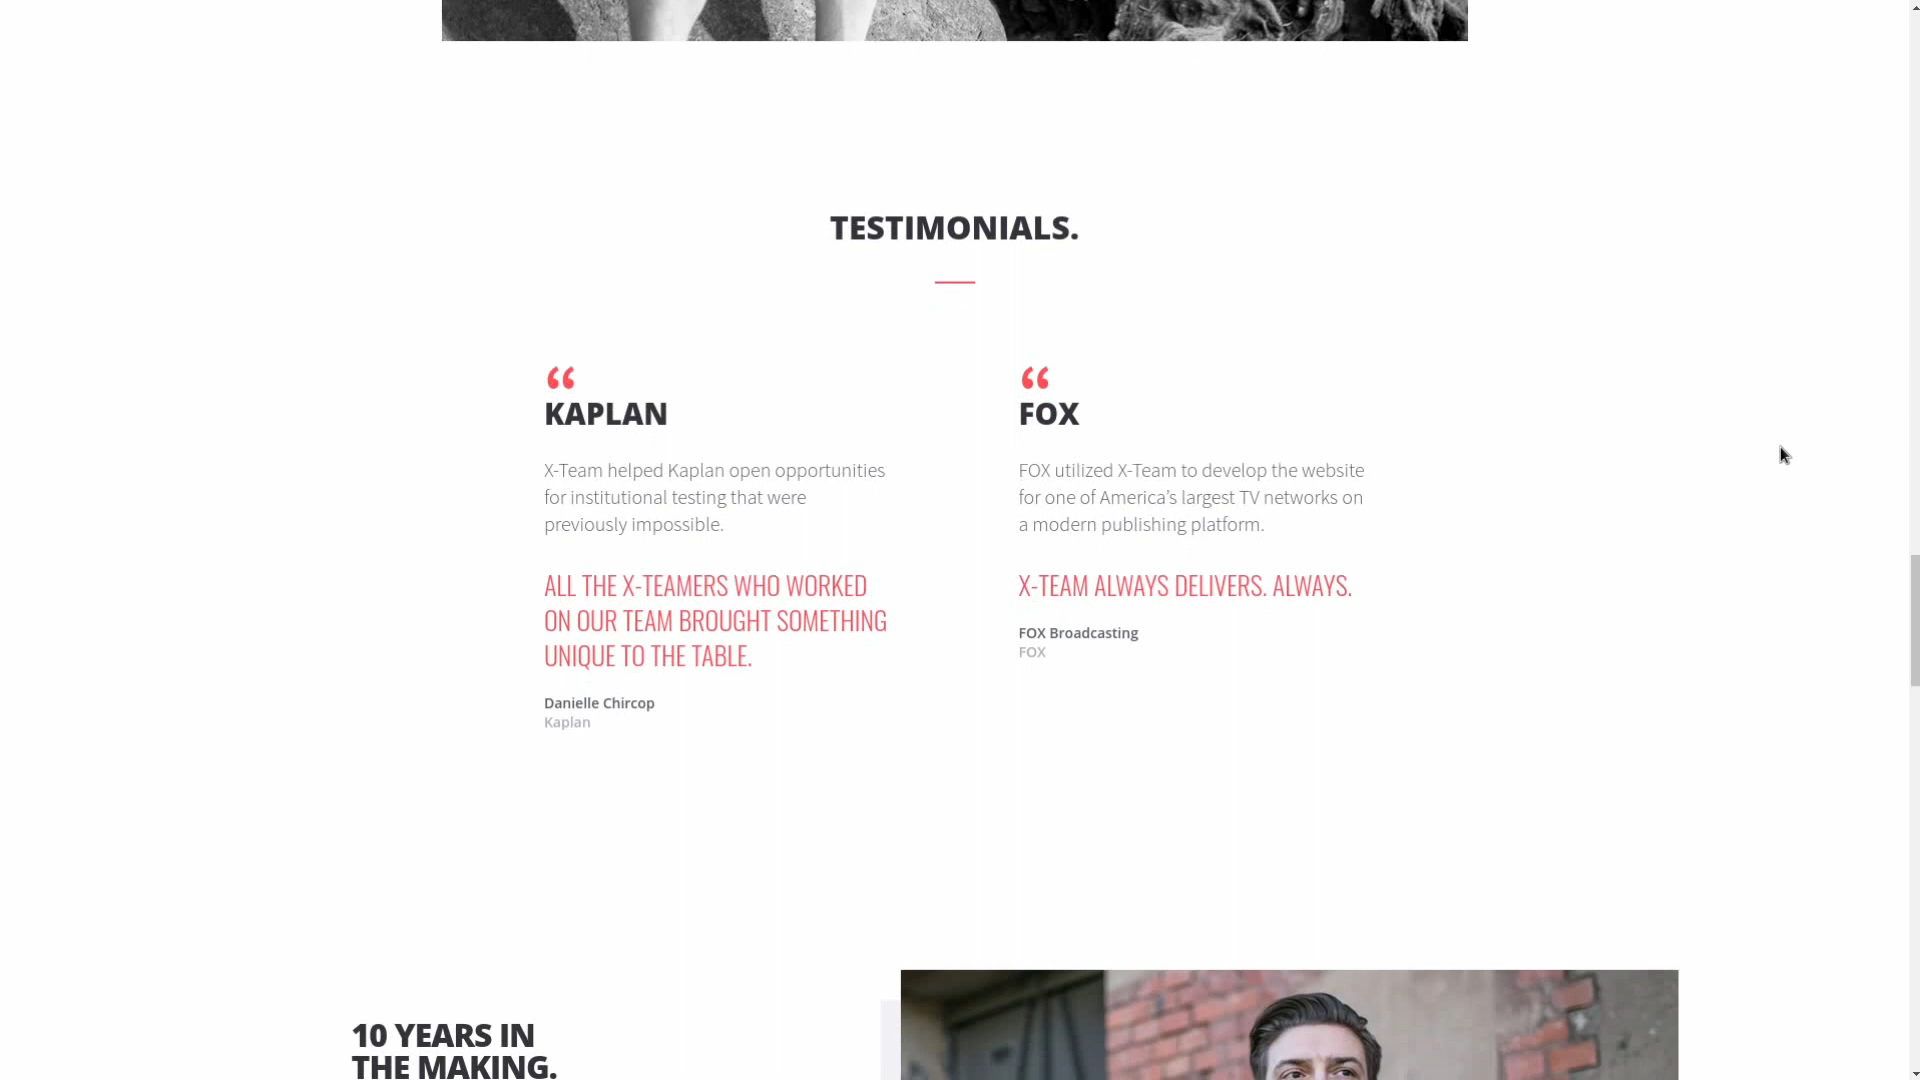 TESTIMONIALS.
“
KAPLAN
X-Team helped Kaplan open opportunities
for institutional testing that were
previously impossible.
ALL THE X-TEAMERS WHO WORKED
ON OUR TEAM BROUGHT SOMETHING
UNIQUE TO THE TABLE.
Danielle Chircop
Kaplan
“
FOX
FOX utilized X-Team to develop the website
for one of America’s largest TV networks on
a modern publishing platform.
X-TEAM ALWAYS DELIVERS. ALWAYS.
FOX Broadcasting
FOX
10 YEARS IN
THE MAKING.